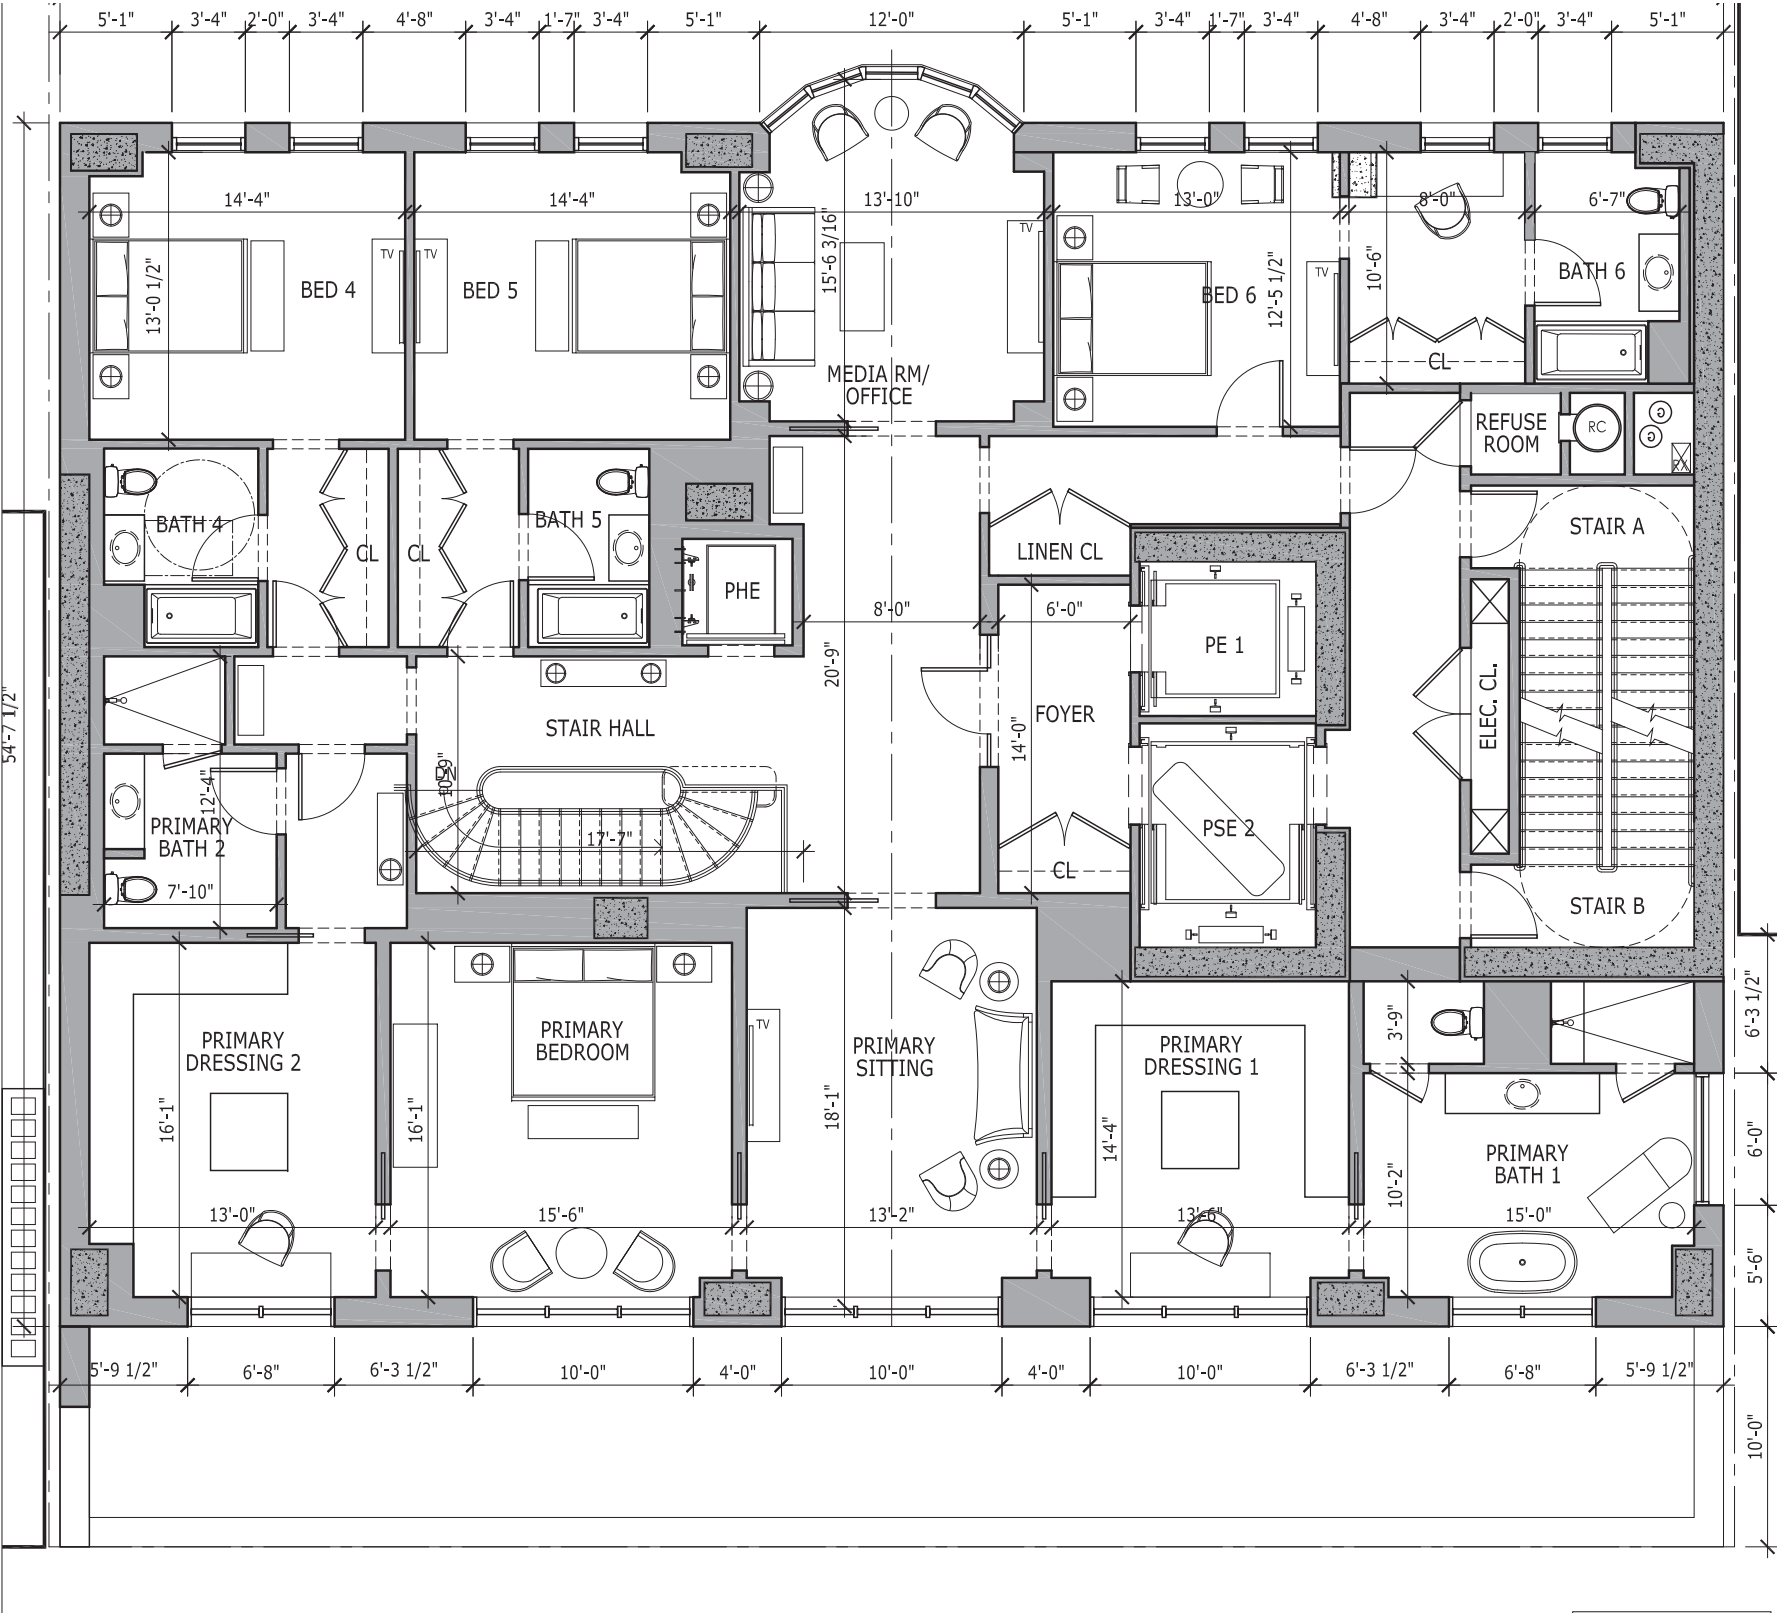 5'-1" 3'-4" 2'-0" 3'-4" 4'-8" 3'-4" 1'-7" 3'-4" 5'-1" 12'-0" 5'-1" 3'-4" 1'-7" 3'-4" 4'-8" 3'-4" 2'-0" 3'-4" 5'-1"
14'-4" 14'-4" 13'-10" 13'-0" 8'-0" 6'-7"
TV TV TV TV
13'-0 1/2" 15'-6 3/16" 12'-5 1/2" 10'-6"
BED 4
BED 5
BED 6
BATH 6
MEDIA RM/
OFFICE
CL
REFUSE
ROOM
RC
RX
BATH 4
CL
CL
BATH 5
LINEN CL
STAIR A
PHE
8'-0" 6'-0"
PE 1
20'-9"
54'-7 1/2"
STAIR HALL
FOYER
14'-0"
ELEC. CL.
DN
10'-9"
12'-4"
PRIMARY
BATH 2
17'-7"
PSE 2
CL
7'-10"
STAIR B
6'-3 1/2"
3'-9"
PRIMARY
DRESSING 2
PRIMARY
BEDROOM
TV
PRIMARY
SITTING
PRIMARY
DRESSING 1
16'-1" 16'-1" 18'-1" 14'-4" 10'-2" 6'-0"
PRIMARY
BATH 1
13'-0" 15'-6" 13'-2" 13'-6" 15'-0"
5'-6"
5'-9 1/2" 6'-8" 6'-3 1/2" 10'-0" 4'-0" 10'-0" 4'-0" 10'-0" 6'-3 1/2" 6'-8" 5'-9 1/2"
10'-0"